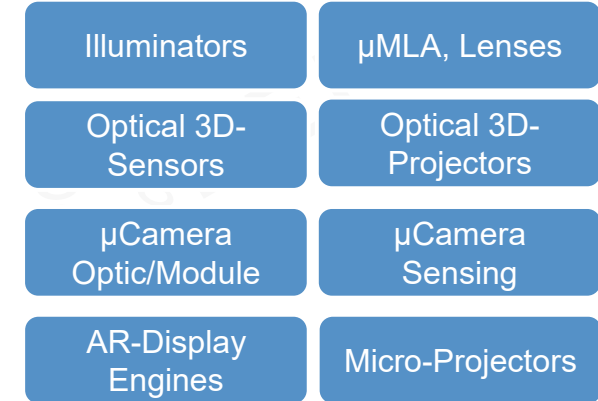 Illuminators
µMLA, Lenses
Optical 3D-
Sensors
Optical 3D-
Projectors
µCamera
Optic/Module
µCamera
Sensing
AR-Display
Engines
Micro-Projectors